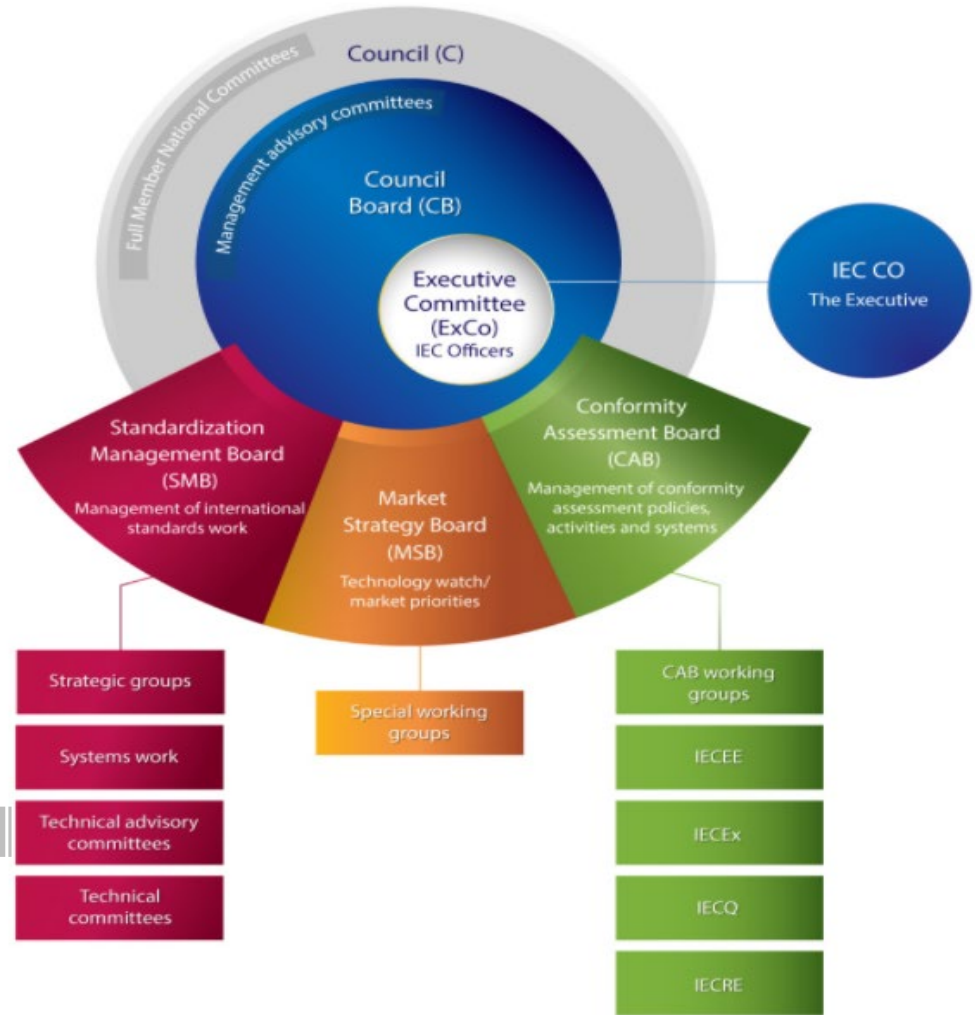 Council (C)
Full Member National Committees
Management advisory committees
Council
Board (CB)
Executive
Committee
(ExCo)
IEC Officers
IEC CO
The Executive
Standardization
Management Board
(SMB)
Management of international
standards work
Market
Strategy Board
(MSB)
Technology watch/
market priorities
Conformity
Assessment Board
(CAB)
Management of conformity
assessment policies,
activities and systems
Strategic groups
Systems work
Technical advisory
committees
Technical
committees
Special working
groups
CAB working
groups
IECEE
IECEx
IECQ
IECRE